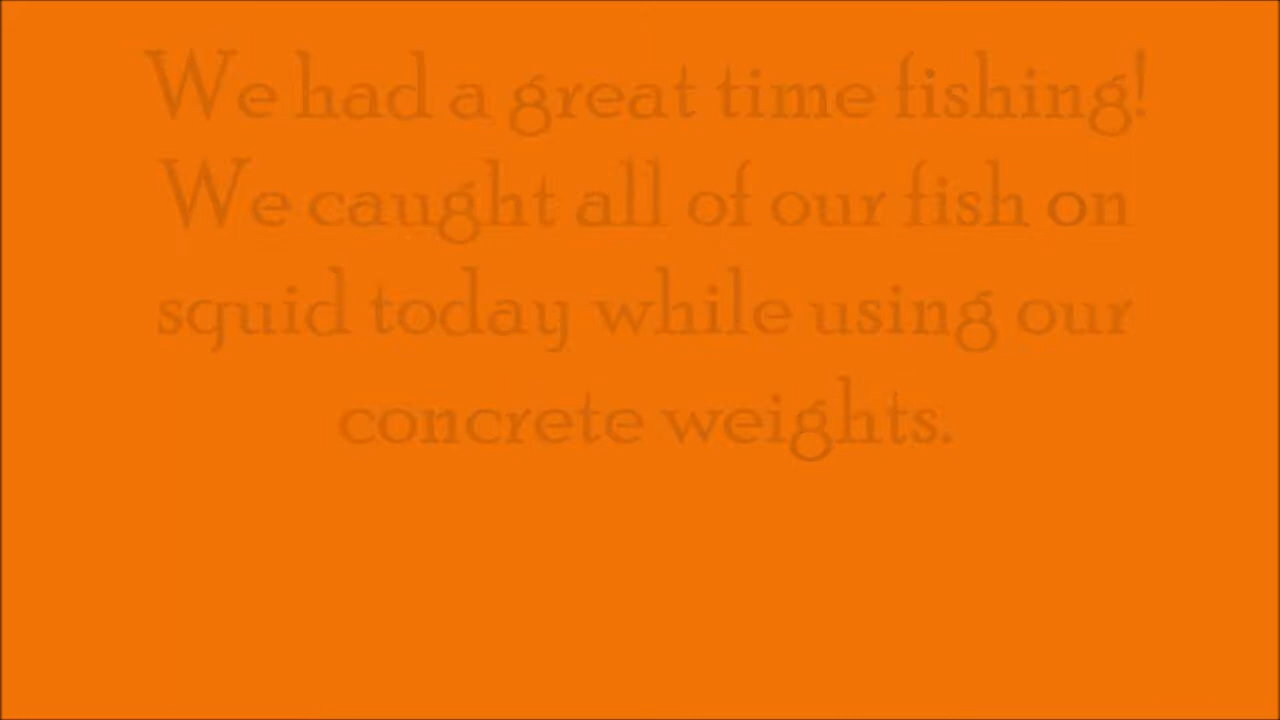 We had a great time fishing!
We caught all of our fish on
squid today while using our
concrete weights.